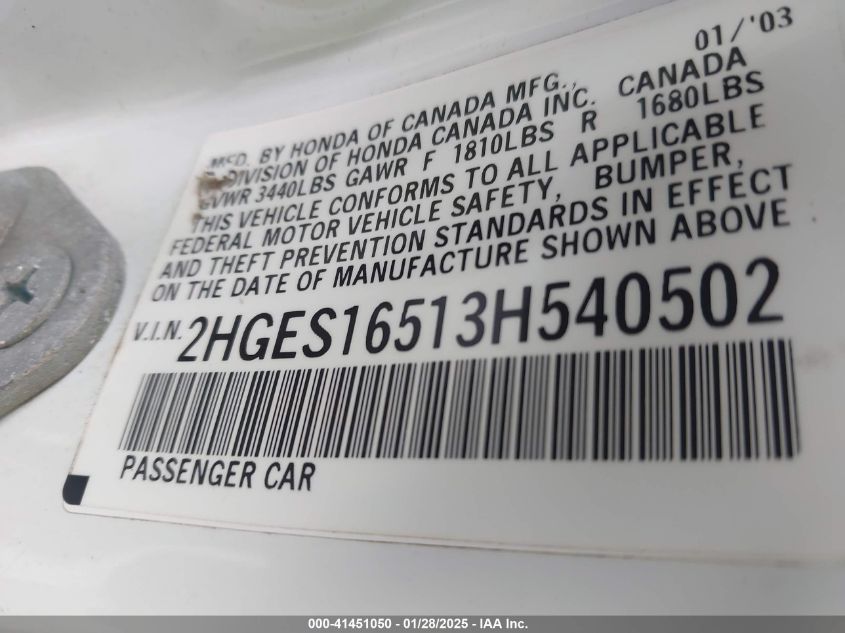 01/'03
MFD. BY HONDA OF CANADA MFG.,
A DIVISION OF HONDA CANADA INC. CANADA
GVWR 3440LBS GAWR F 1810LBS R 1680LBS
THIS VEHICLE CONFORMS TO ALL APPLICABLE
FEDERAL MOTOR VEHICLE SAFETY, BUMPER,
AND THEFT PREVENTION STANDARDS IN EFFECT
ON THE DATE OF MANUFACTURE SHOWN ABOVE
V.I.N. 2HGES16513H540502
PASSENGER CAR
000-41451050 - 01/28/2025 - IAA Inc.